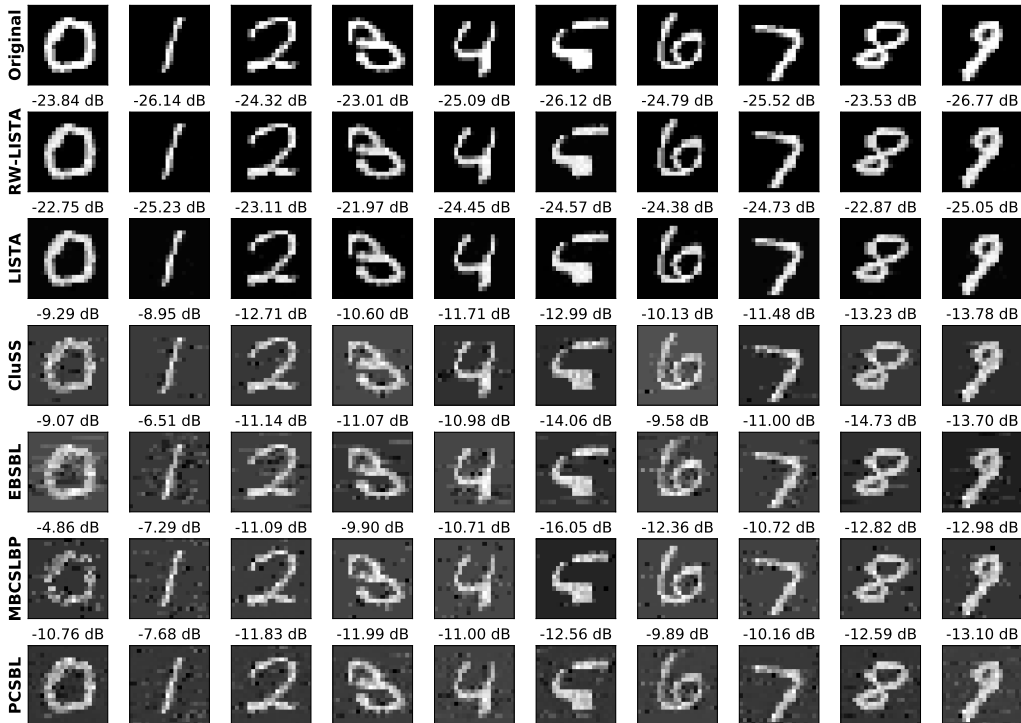 Original
-23.84 dB -26.14 dB -24.32 dB -23.01 dB -25.09 dB -26.12 dB -24.79 dB -25.52 dB -23.53 dB -26.77 dB
RW-LISTA
-22.75 dB -25.23 dB -23.11 dB -21.97 dB -24.45 dB -24.57 dB -24.38 dB -24.73 dB -22.87 dB -25.05 dB
LISTA
-9.29 dB -8.95 dB -12.71 dB -10.60 dB -11.71 dB -12.99 dB -10.13 dB -11.48 dB -13.23 dB -13.78 dB
CluSS
-9.07 dB -6.51 dB -11.14 dB -11.07 dB -10.98 dB -14.06 dB -9.58 dB -11.00 dB -14.73 dB -13.70 dB
EBSBL
-4.86 dB -7.29 dB -11.09 dB -9.90 dB -10.71 dB -16.05 dB -12.36 dB -10.72 dB -12.82 dB -12.98 dB
MBCSLBP
-10.76 dB -7.68 dB -11.83 dB -11.99 dB -11.00 dB -12.56 dB -9.89 dB -10.16 dB -12.59 dB -13.10 dB
PCSBL